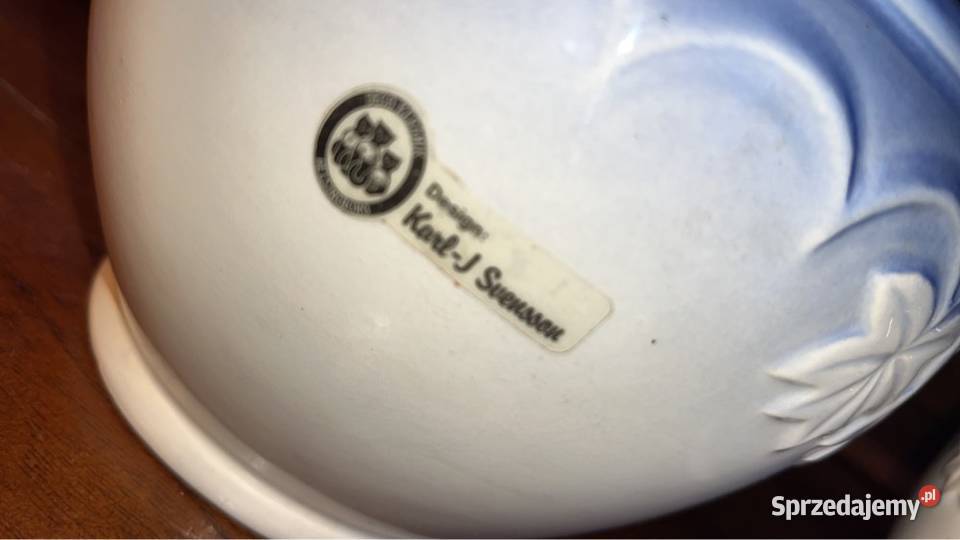 Design:
Karl-J Svensson
Sprzedajemy.pl